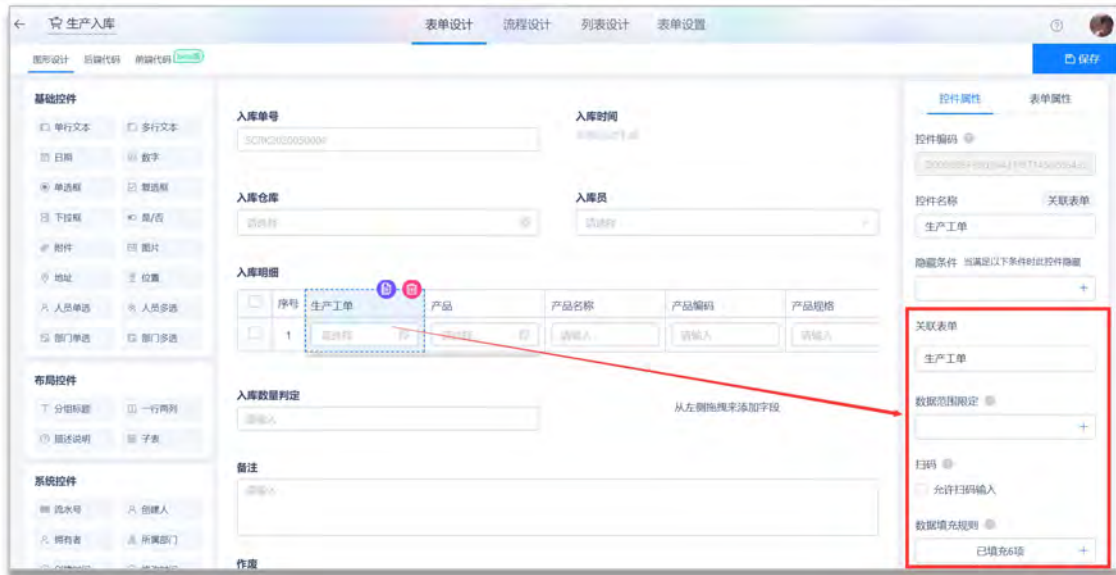 生产入库
表单设计 流程设计 列表设计 表单设置
图形设计 后端代码 前端代码
保存
基础控件
单行文本 多行文本
日期 数字
单选框 复选框
下拉框 是/否
附件 图片
地址 位置
人员单选 人员多选
部门单选 部门多选
布局控件
分组标题 一行两列
描述说明 子表
系统控件
流水号 创建人
拥有者 所属部门
入库单号 入库时间
入库仓库 入库员
请选择 请选择
入库明细
序号 生产工单 产品 产品名称 产品编码 产品规格
1 请选择 请选择 请输入 请输入 请输入
入库数量判定
请输入
从左侧拖拽来添加字段
备注
请输入
作废
控件属性 表单属性
控件编码
控件名称 关联表单
生产工单
隐藏条件 当满足以下条件时此控件隐藏
+
关联表单
生产工单
数据范围限定
+
扫码
允许扫码输入
数据填充规则
已填充6项 +